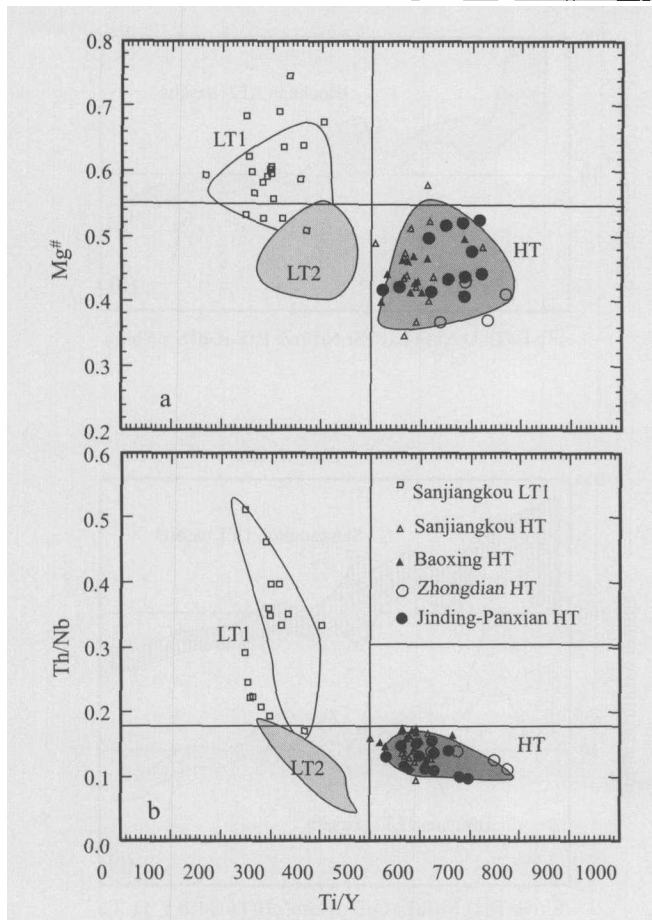 0.8
0.7
0.6
0.5
0.4
0.3
0.2
Mg#
LT1
LT2
HT
a
0.6
0.5
0.4
0.3
0.2
0.1
0.0
Th/Nb
Sanjiangkou LT1
Sanjiangkou HT
Baoxing HT
Zhongdian HT
Jinding-Panxian HT
LT1
LT2
HT
b
0 100 200 300 400 500 600 700 800 900 1000
Ti/Y